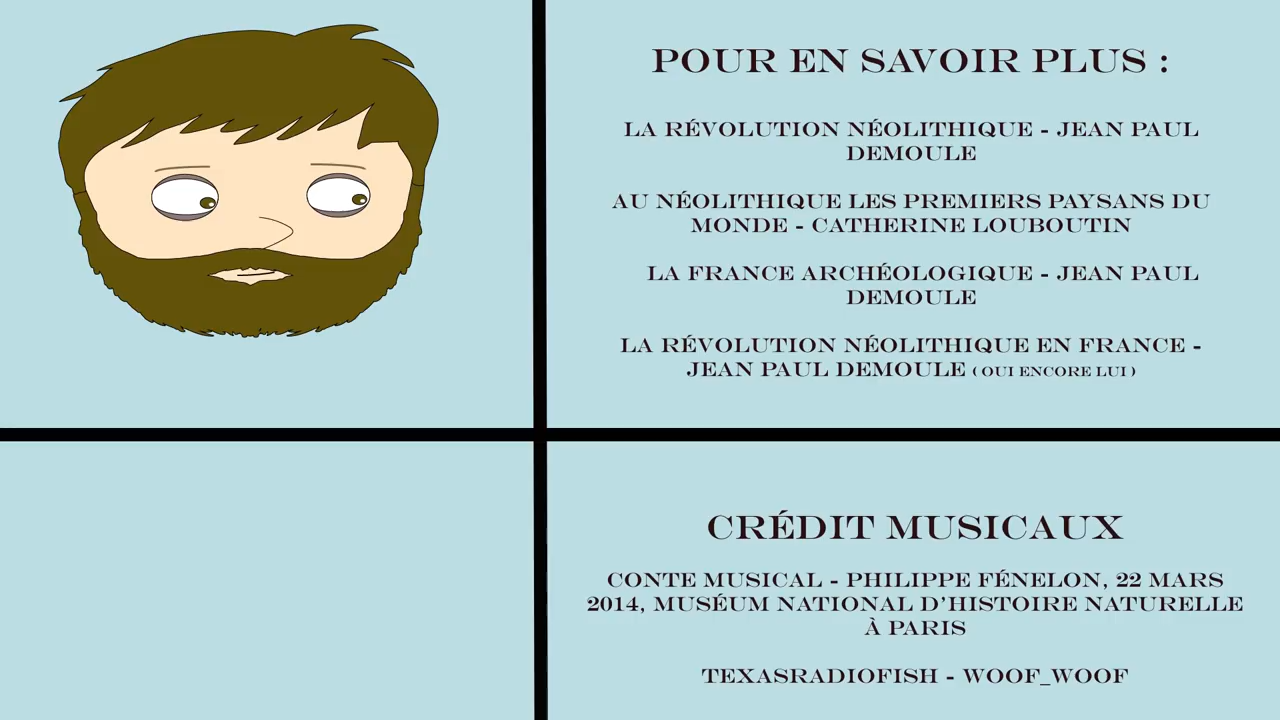 POUR EN SAVOIR PLUS :
LA RÉVOLUTION NÉOLITHIQUE - JEAN PAUL
DEMOULE
AU NÉOLITHIQUE LES PREMIERS PAYSANS DU
MONDE - CATHERINE LOUBOUTIN
LA FRANCE ARCHÉOLOGIQUE - JEAN PAUL
DEMOULE
LA RÉVOLUTION NÉOLITHIQUE EN FRANCE -
JEAN PAUL DEMOULE ( OUI ENCORE LUI )
CRÉDIT MUSICAUX
CONTE MUSICAL - PHILIPPE FÉNELON, 22 MARS
2014, MUSÉUM NATIONAL D'HISTOIRE NATURELLE
À PARIS
TEXASRADIOFISH - WOOF_WOOF